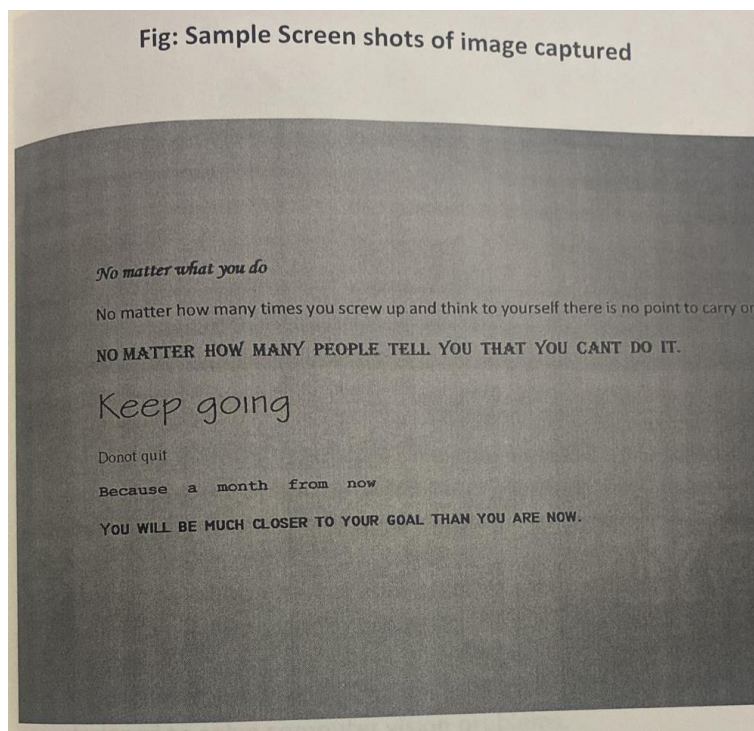 Fig: Sample Screen shots of image captured
No matter what you do
No matter how many times you screw up and think to yourself there is no point to carry on
NO MATTER HOW MANY PEOPLE TELL YOU THAT YOU CANT DO IT.
Keep going
Donot quit
Because a month from now
YOU WILL BE MUCH CLOSER TO YOUR GOAL THAN YOU ARE NOW.